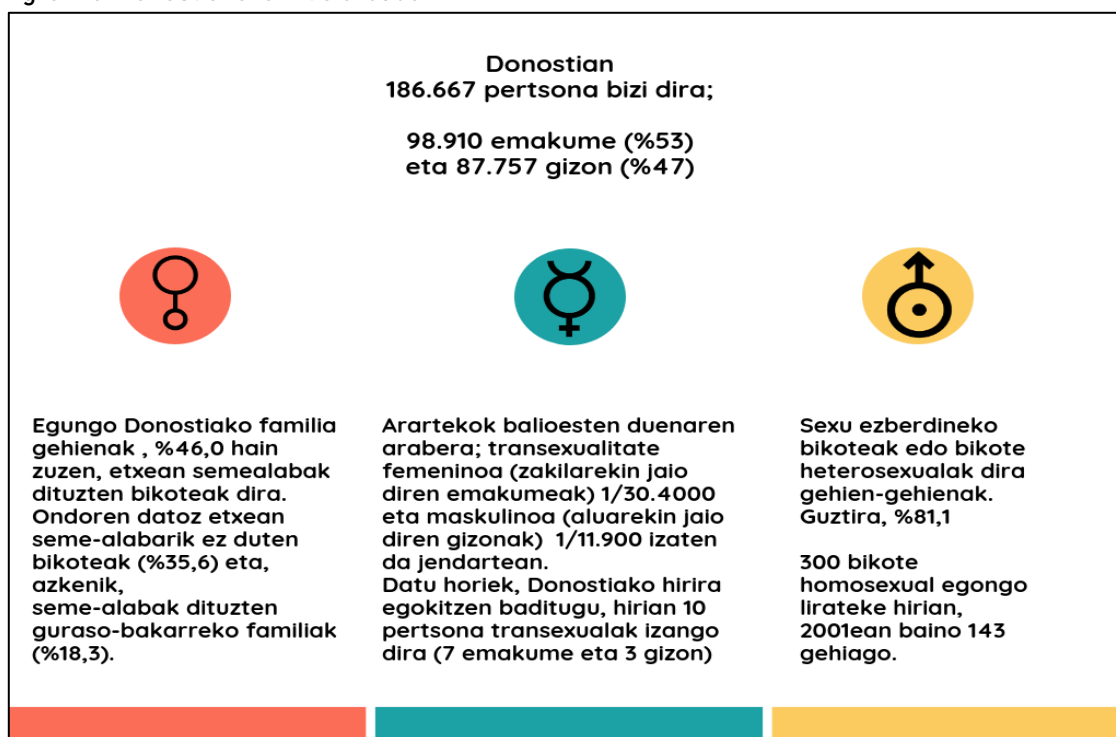 Donostian
186.667 pertsona bizi dira;
98.910 emakume (%53)
eta 87.757 gizon (%47)
Egungo Donostiako familia
gehienak , %46,0 hain
zuzen, etxean semealabak
dituzten bikoteak dira.
Ondoren datoz etxean
seme-alabarik ez duten
bikoteak (%35,6) eta,
azkenik,
seme-alabak dituzten
guraso-bakarreko familiak
(%18,3).
Arartekok balioesten duenaren
arabera; transexualitate
femeninoa (zakilarekin jaio
diren emakumeak) 1/30.4000
eta maskulinoa (aluarekin jaio
diren gizonak) 1/11.900 izaten
da jendartean.
Datu horiek, Donostiako hirira
egokitzen baditugu, hirian 10
pertsona transexualak izango
dira (7 emakume eta 3 gizon)
Sexu ezberdineko
bikoteak edo bikote
heterosexualak dira
gehien-gehienak.
Guztira, %81,1
300 bikote
homosexual egongo
lirateke hirian,
2001ean baino 143
gehiago.